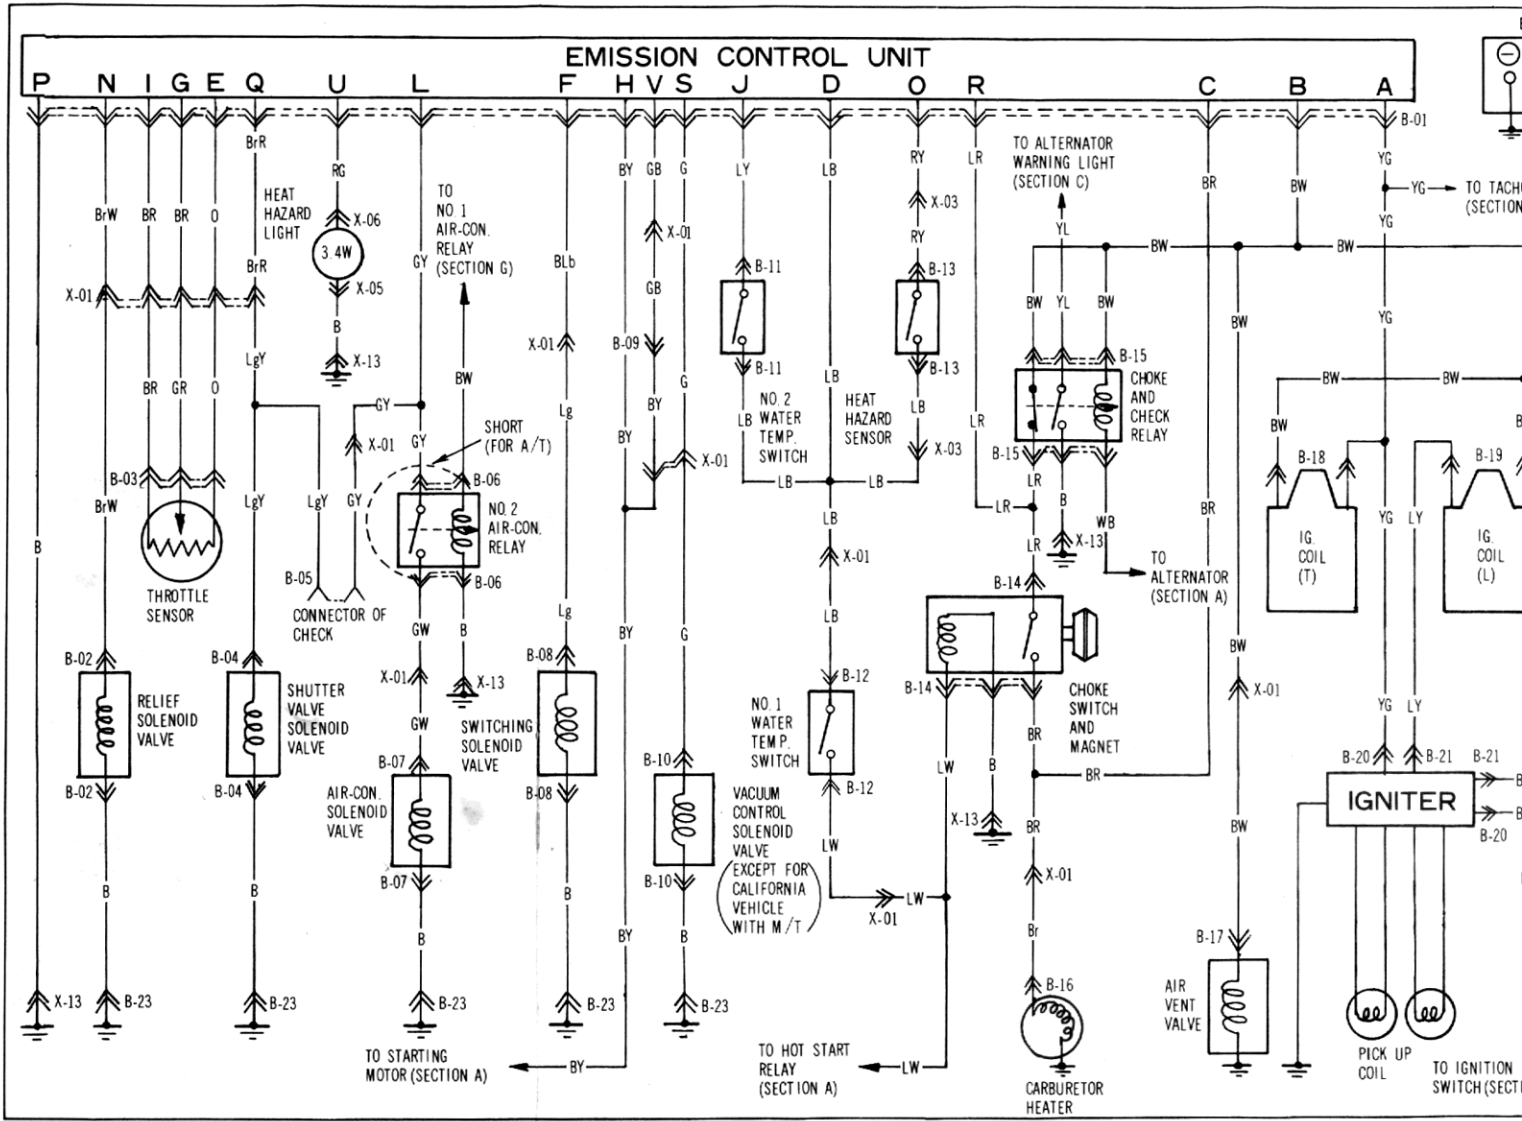 EMISSION CONTROL UNIT
P N I G E Q U L F H V S J D O R C B A
B-01
BrR
RG
BY GB G LY LB RY LR
TO ALTERNATOR
WARNING LIGHT
(SECTION C)
YG
BR
BW
YG
TO
(SECTION
HEAT
HAZARD
LIGHT
TO
NO. 1
AIR-CON.
RELAY
(SECTION G)
X-03
BrW BR BR O
X-06
X-01
YL
YG
RY
3.4W
BW
BW
BrR
GY
BLb
B-11
B-13
X-01
X-05
GB
BW YL BW
BW
YG
B
LgY
X-13
X-01
B-09
B-11
B-13
B-15
BR GR O
BW
G
LB
CHOKE
AND
CHECK
RELAY
BW
BW
GY
BY
NO. 2
WATER
TEMP.
SWITCH
LB
HEAT
HAZARD
SENSOR
LB
LR
Lg
SHORT
(FOR A/T)
GY
X-01
BY
BW
X-03
B-15
B-18
B-19
B-03
B-06
X-01
LB
LB
LR
BrW
LgY
LgY
GY
NO. 2
AIR-CON.
RELAY
B
BR
WB
LB
YG
LY
B
LR
X-13
IG.
COIL
(T)
IG.
COIL
(L)
X-01
TO
ALTERNATOR
(SECTION A)
THROTTLE
SENSOR
B-05
CONNECTOR OF
CHECK
B-06
B-14
Lg
LB
GW
B
BY
G
B-02
B-04
B-08
BW
X-01
X-13
B-12
B-14
X-01
RELIEF
SOLENOID
VALVE
SHUTTER
VALVE
SOLENOID
VALVE
GW
SWITCHING
SOLENOID
VALVE
NO. 1
WATER
TEMP.
SWITCH
CHOKE
SWITCH
AND
MAGNET
YG
LY
BR
B-07
B-10
LW
B
BR
B-20
B-21
B-21
B-02
B-04
B-08
B-12
AIR-CON.
SOLENOID
VALVE
VACUUM
CONTROL
SOLENOID
VALVE
(EXCEPT FOR
CALIFORNIA
VEHICLE
WITH M/T)
X-13
BR
BW
IGNITER
B-20
LW
B-07
B-10
X-01
B
B
B
LW
X-01
B
BY
B
Br
B-17
X-13
B-23
B-23
B-23
B-23
B-23
B-16
AIR
VENT
VALVE
TO STARTING
MOTOR (SECTION A)
BY
TO HOT START
RELAY
(SECTION A)
LW
CARBURETOR
HEATER
PICK UP
COIL
TO IGNITION